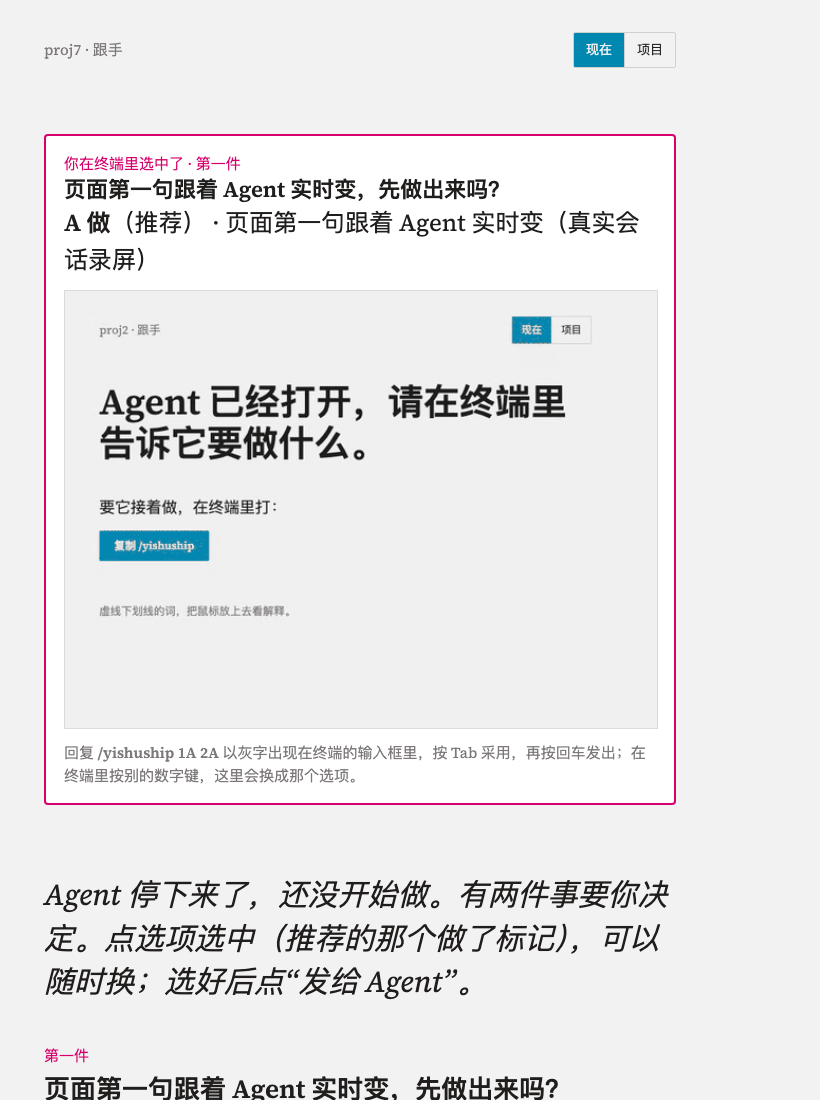 proj7 · 跟手
现在 项目
你在终端里选中了 · 第一件
页面第一句跟着 Agent 实时变，先做出来吗？
A 做（推荐） · 页面第一句跟着 Agent 实时变（真实会
话录屏）
proj2 · 跟手
现在 项目
Agent 已经打开，请在终端里
告诉它要做什么。
要它接着做，在终端里打：
复制 /yishuship
虚线下划线的词，把鼠标放上去看解释。
回复 /yishuship 1A 2A 以灰字出现在终端的输入框里，按 Tab 采用，再按回车发出；在
终端里按别的数字键，这里会换成那个选项。
Agent 停下来了，还没开始做。有两件事要你决
定。点选项选中（推荐的那个做了标记），可以
随时换；选好后点“发给 Agent”。
第一件
页面第一句跟着 Agent 实时变，先做出来吗？